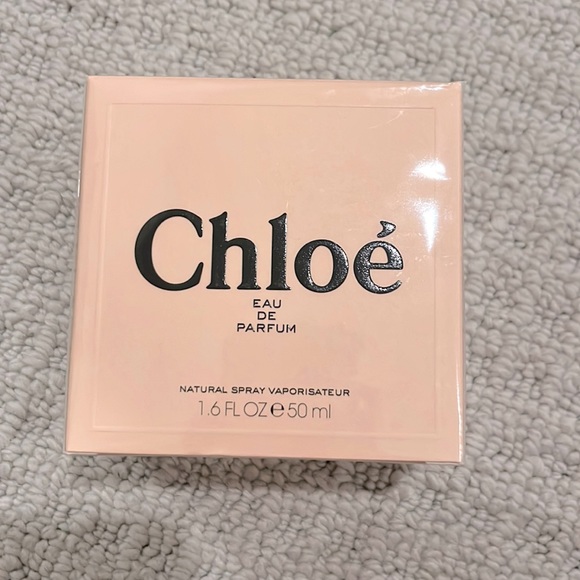 Chloé
EAU
DE
PARFUM
NATURAL SPRAY VAPORISATEUR
1.6 FL OZ ℮ 50 ml